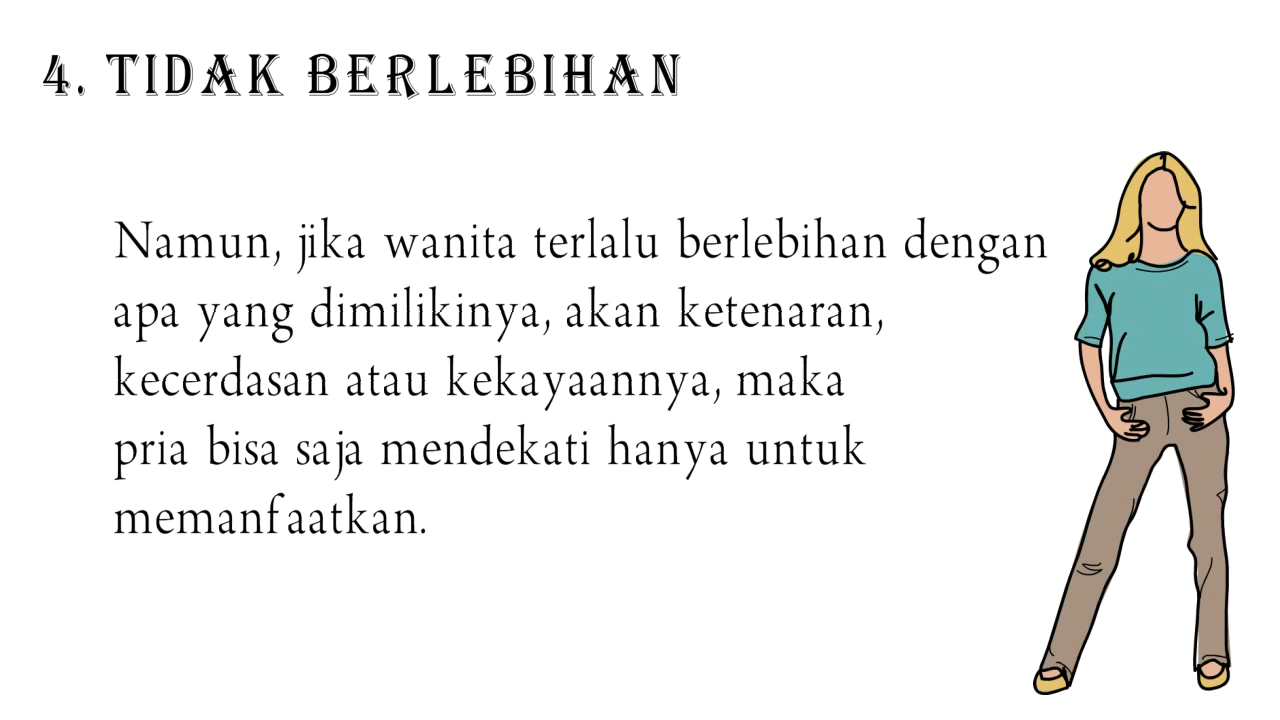 4. TIDAK BERLEBIHAN
Namun, jika wanita terlalu berlebihan dengan
apa yang dimilikinya, akan ketenaran,
kecerdasan atau kekayaannya, maka
pria bisa saja mendekati hanya untuk
memanfaatkan.